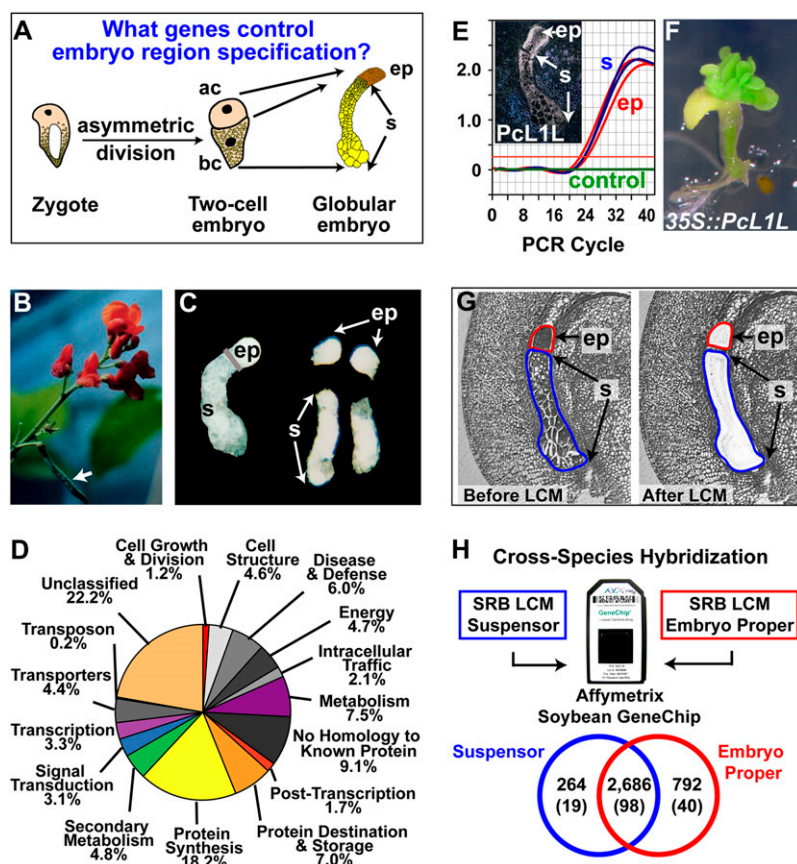 A
What genes control
embryo region specification?
ac
ep
asymmetric
division
s
bc
Zygote
Two-cell
embryo
Globular
embryo
E
ep
s
PcL1L
2.0
1.0
0
s
ep
control
0
8
16
24
32
40
PCR Cycle
F
35S::PcL1L
B
C
ep
s
ep
s
G
ep
s
Before LCM
ep
s
After LCM
D
Cell Growth
& Division
1.2%
Cell
Structure
4.6%
Disease
& Defense
6.0%
Energy
4.7%
Intracellular
Traffic
2.1%
Metabolism
7.5%
No Homology to
Known Protein
9.1%
Post-Transcription
1.7%
Protein Destination
& Storage
7.0%
Protein
Synthesis
18.2%
Secondary
Metabolism
4.8%
Signal
Transduction
3.1%
Transcription
3.3%
Transporters
4.4%
Transposon
0.2%
Unclassified
22.2%
H
Cross-Species Hybridization
SRB LCM
Suspensor
GeneChip
SRB LCM
Embryo Proper
Affymetrix
Soybean GeneChip
Suspensor
Embryo
Proper
264
(19)
2,686
(98)
792
(40)